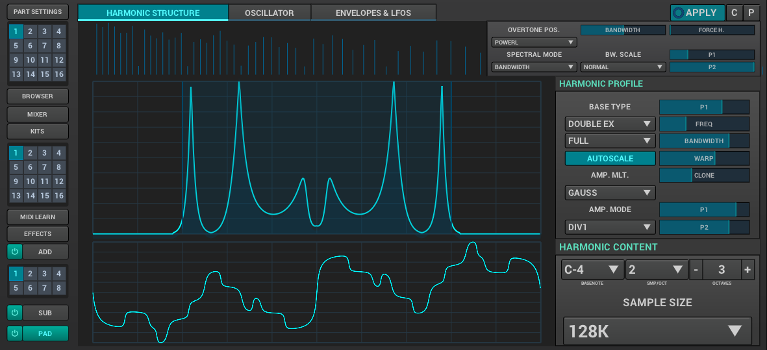 PART SETTINGS
1 2 3 4
5 6 7 8
9 10 11 12
13 14 15 16
BROWSER
MIXER
KITS
1 2 3 4
5 6 7 8
9 10 11 12
13 14 15 16
MIDI LEARN
EFFECTS
ADD
1 2 3 4
5 6 7 8
SUB
PAD
HARMONIC STRUCTURE OSCILLATOR ENVELOPES & LFOS
APPLY C P
OVERTONE POS. BANDWIDTH FORCE H.
POWERL
SPECTRAL MODE BW. SCALE P1
BANDWIDTH NORMAL P2
HARMONIC PROFILE
BASE TYPE P1
DOUBLE EX FREQ
FULL BANDWIDTH
AUTOSCALE WARP
AMP. MLT. CLONE
GAUSS
AMP. MODE P1
DIV1 P2
HARMONIC CONTENT
C-4 2 - 3 +
BASENOTE SMP/OCT OCTAVES
SAMPLE SIZE
128K